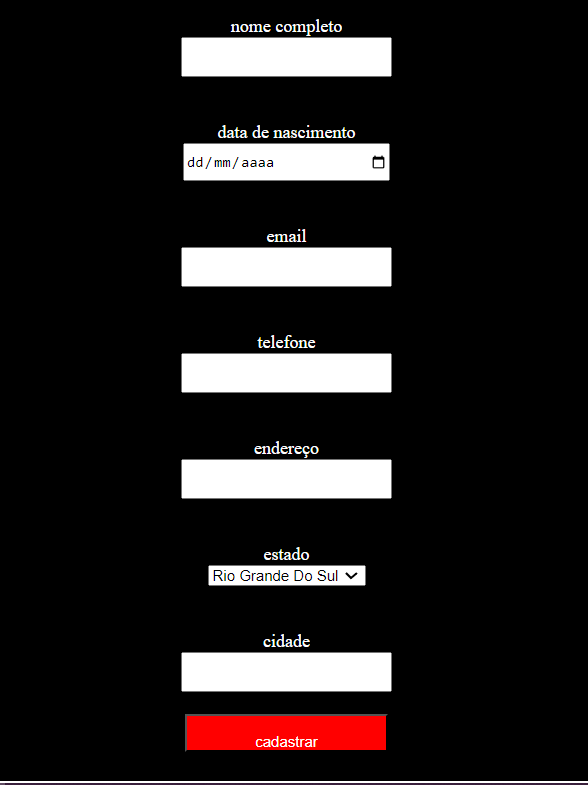 nome completo
data de nascimento
dd/mm/aaaa
email
telefone
endereço
estado
Rio Grande Do Sul
cidade
cadastrar